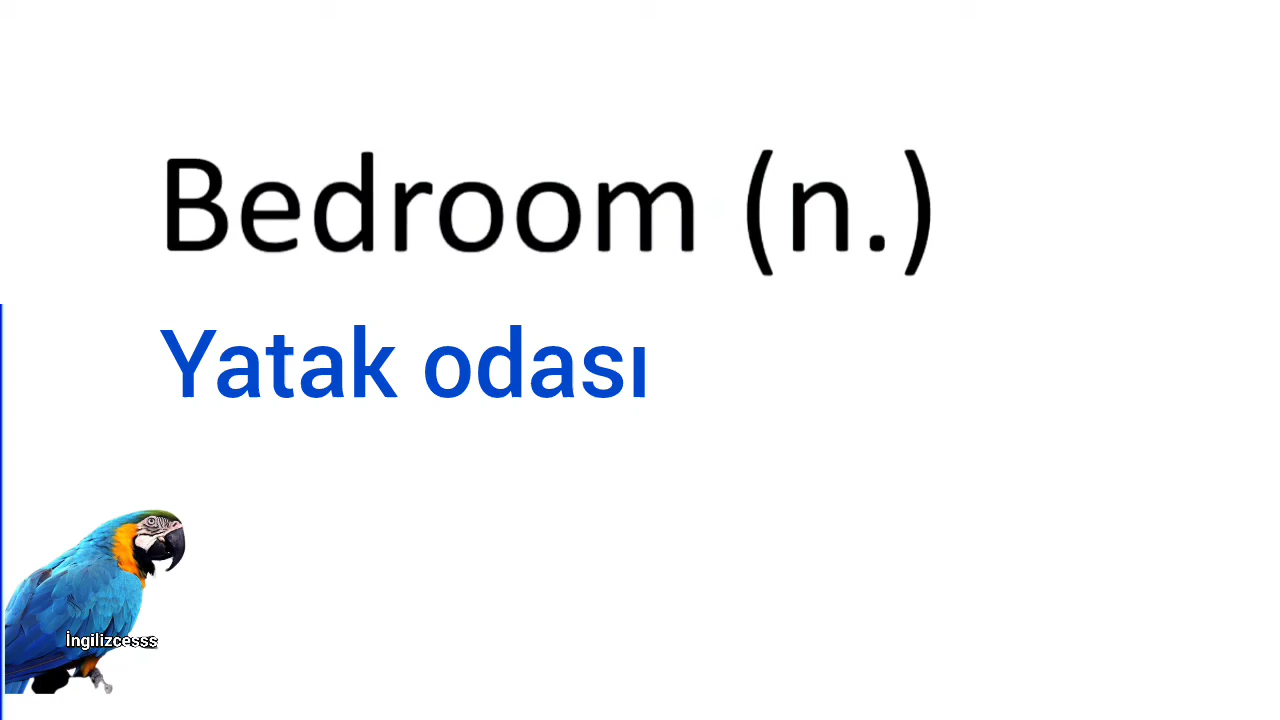 Bedroom (n.)
Yatak odası
İngilizcesss